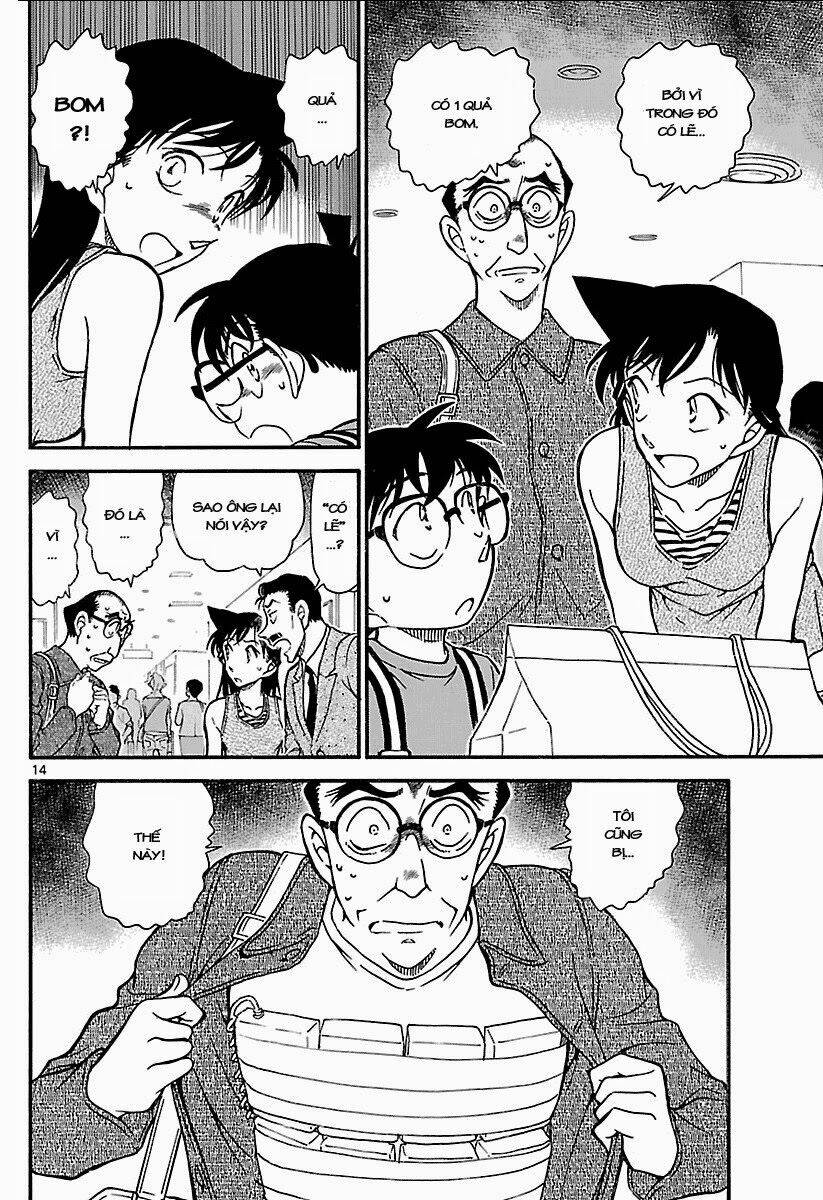 BỞI VÌ
TRONG ĐÓ
CÓ LẼ...
CÓ 1 QUẢ
BOM.
QUẢ
...
BOM
?!
"CÓ
LẼ"
...?
SAO ÔNG LẠI
NÓI VẬY?
ĐÓ LÀ
...
VÌ
...
14
TÔI
CŨNG
BỊ...
THẾ
NÀY!